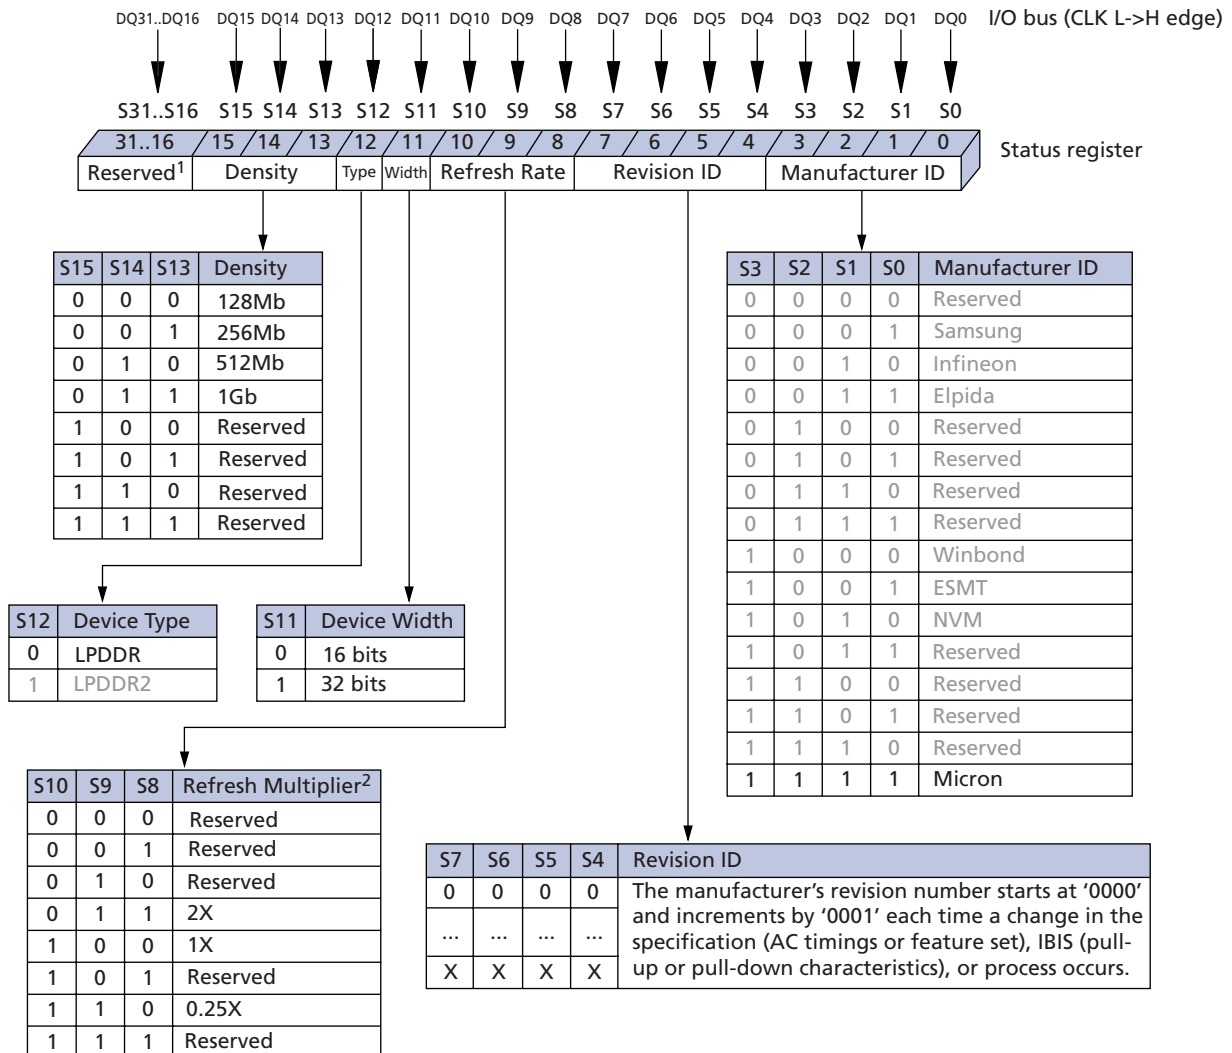 DQ31..DQ16 DQ15 DQ14 DQ13 DQ12 DQ11 DQ10 DQ9 DQ8 DQ7 DQ6 DQ5 DQ4 DQ3 DQ2 DQ1 DQ0 I/O bus (CLK L->H edge)
S31..S16 S15 S14 S13 S12 S11 S10 S9 S8 S7 S6 S5 S4 S3 S2 S1 S0
31..16 15 14 13 12 11 10 9 8 7 6 5 4 3 2 1 0 Status register
Reserved1 Density Type Width Refresh Rate Revision ID Manufacturer ID
S15 S14 S13 Density
0 0 0 128Mb
0 0 1 256Mb
0 1 0 512Mb
0 1 1 1Gb
1 0 0 Reserved
1 0 1 Reserved
1 1 0 Reserved
1 1 1 Reserved
S3 S2 S1 S0 Manufacturer ID
0 0 0 0 Reserved
0 0 0 1 Samsung
0 0 1 0 Infineon
0 0 1 1 Elpida
0 1 0 0 Reserved
0 1 0 1 Reserved
0 1 1 0 Reserved
0 1 1 1 Reserved
1 0 0 0 Winbond
1 0 0 1 ESMT
1 0 1 0 NVM
1 0 1 1 Reserved
1 1 0 0 Reserved
1 1 0 1 Reserved
1 1 1 0 Reserved
1 1 1 1 Micron
S12 Device Type
0 LPDDR
1 LPDDR2
S11 Device Width
0 16 bits
1 32 bits
S10 S9 S8 Refresh Multiplier2
0 0 0 Reserved
0 0 1 Reserved
0 1 0 Reserved
0 1 1 2X
1 0 0 1X
1 0 1 Reserved
1 1 0 0.25X
1 1 1 Reserved
S7 S6 S5 S4 Revision ID
0 0 0 0 The manufacturer's revision number starts at '0000'
and increments by '0001' each time a change in the
... ... ... ... specification (AC timings or feature set), IBIS (pull-
X X X X up or pull-down characteristics), or process occurs.